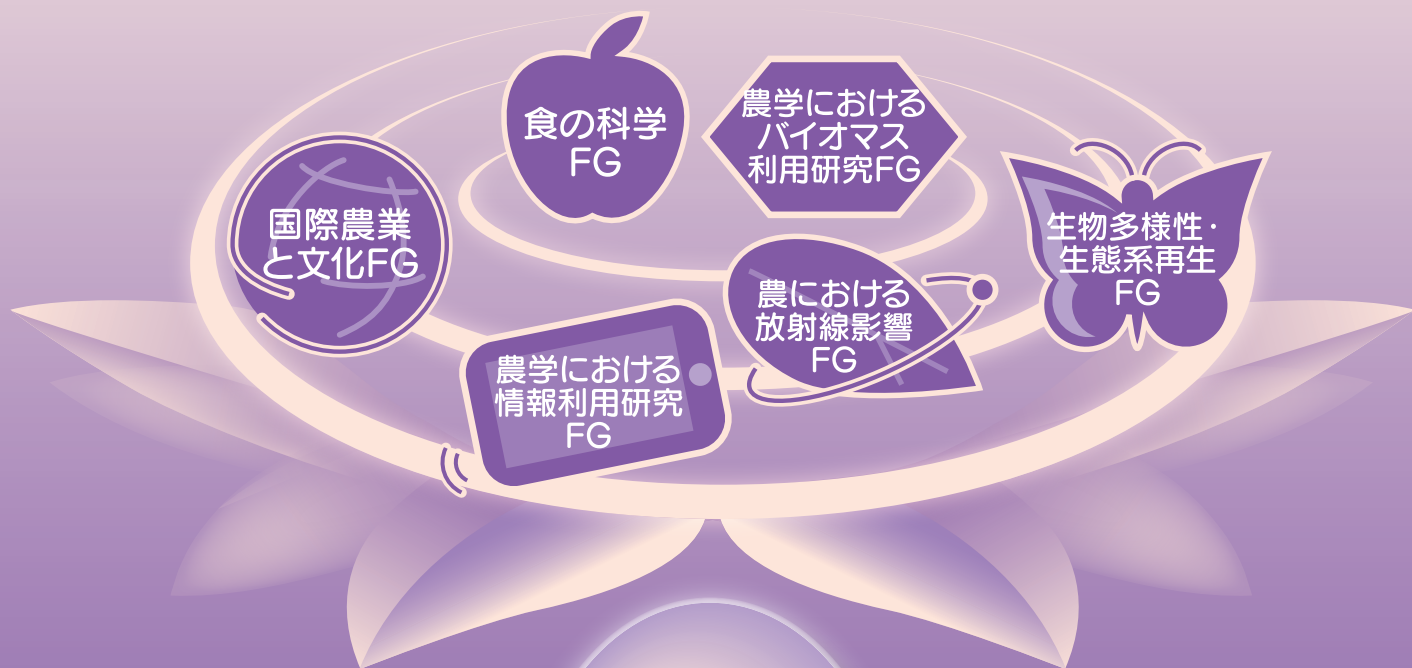 食の科学
FG
農学における
バイオマス
利用研究FG
国際農業
と文化FG
生物多様性・
生態系再生
FG
農における
放射線影響
FG
農学における
情報利用研究
FG